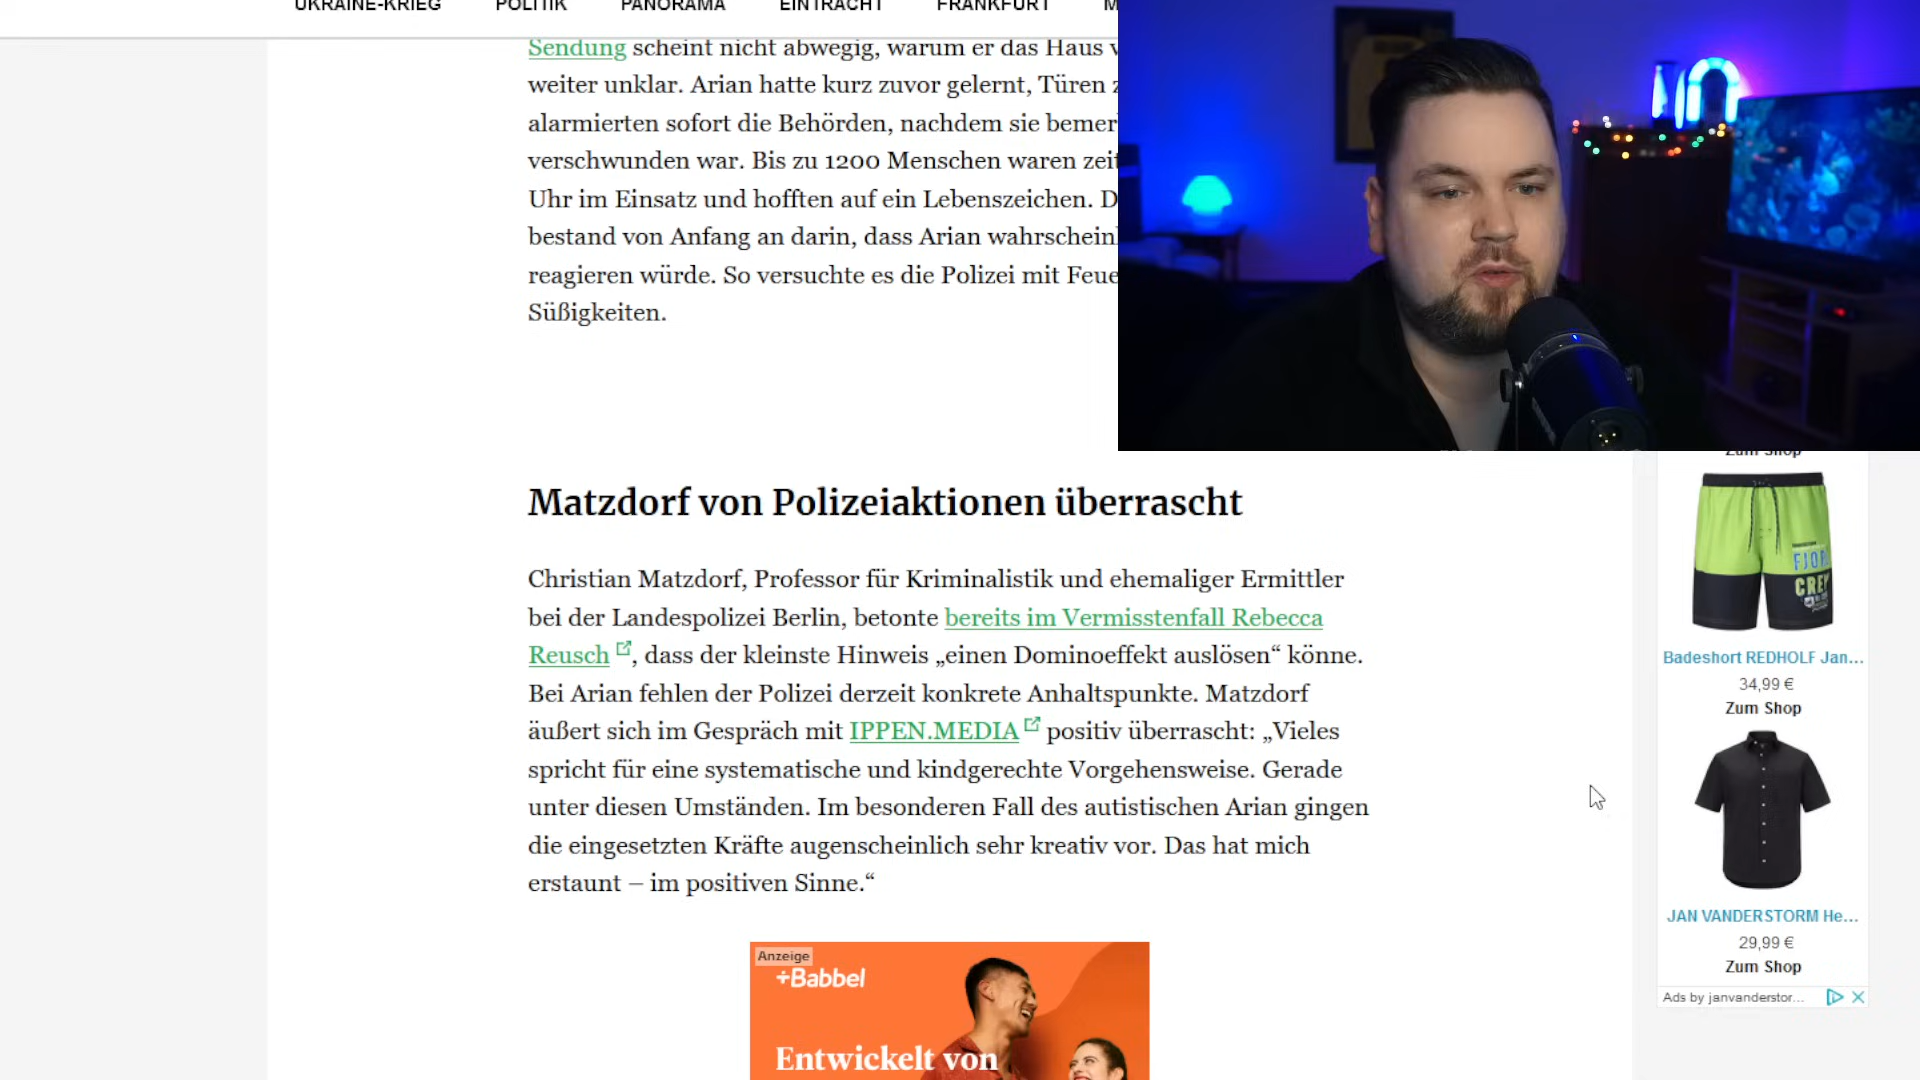 UKRAINE-KRIEG POLITIK PANORAMA EINTRACHT FRANKFURT M
Sendung scheint nicht abwegig, warum er das Haus v
weiter unklar. Arian hatte kurz zuvor gelernt, Türen z
alarmierten sofort die Behörden, nachdem sie bemer
verschwunden war. Bis zu 1200 Menschen waren zeit
Uhr im Einsatz und hofften auf ein Lebenszeichen. D
bestand von Anfang an darin, dass Arian wahrschein
reagieren würde. So versuchte es die Polizei mit Feue
Süßigkeiten.
Matzdorf von Polizeiaktionen überrascht
Christian Matzdorf, Professor für Kriminalistik und ehemaliger Ermittler
bei der Landespolizei Berlin, betonte bereits im Vermisstenfall Rebecca
Reusch, dass der kleinste Hinweis „einen Dominoeffekt auslösen“ könne.
Bei Arian fehlen der Polizei derzeit konkrete Anhaltspunkte. Matzdorf
äußert sich im Gespräch mit IPPEN.MEDIA positiv überrascht: „Vieles
spricht für eine systematische und kindgerechte Vorgehensweise. Gerade
unter diesen Umständen. Im besonderen Fall des autistischen Arian gingen
die eingesetzten Kräfte augenscheinlich sehr kreativ vor. Das hat mich
erstaunt – im positiven Sinne.“
Anzeige
+Babbel
Entwickelt von
Zum Shop
FJOR
CREW
Badeshort REDHOLF Jan...
34,99 €
Zum Shop
JAN VANDERSTORM He...
29,99 €
Zum Shop
Ads by janvanderstor...